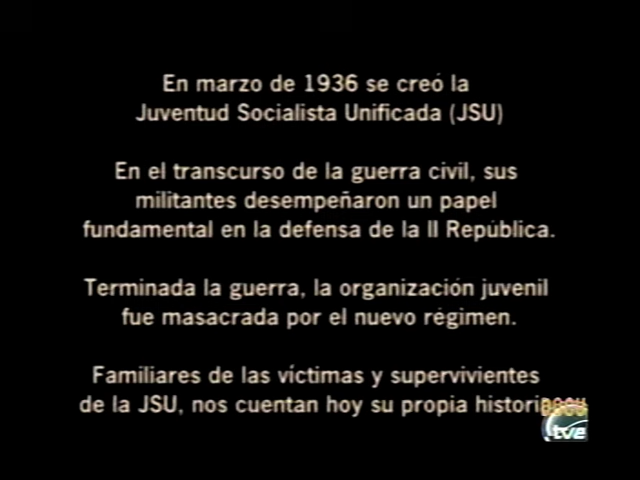 En marzo de 1936 se creó la
Juventud Socialista Unificada (JSU)
En el transcurso de la guerra civil, sus
militantes desempeñaron un papel
fundamental en la defensa de la II República.
Terminada la guerra, la organización juvenil
fue masacrada por el nuevo régimen.
Familiares de las víctimas y supervivientes
de la JSU, nos cuentan hoy su propia historia
tve